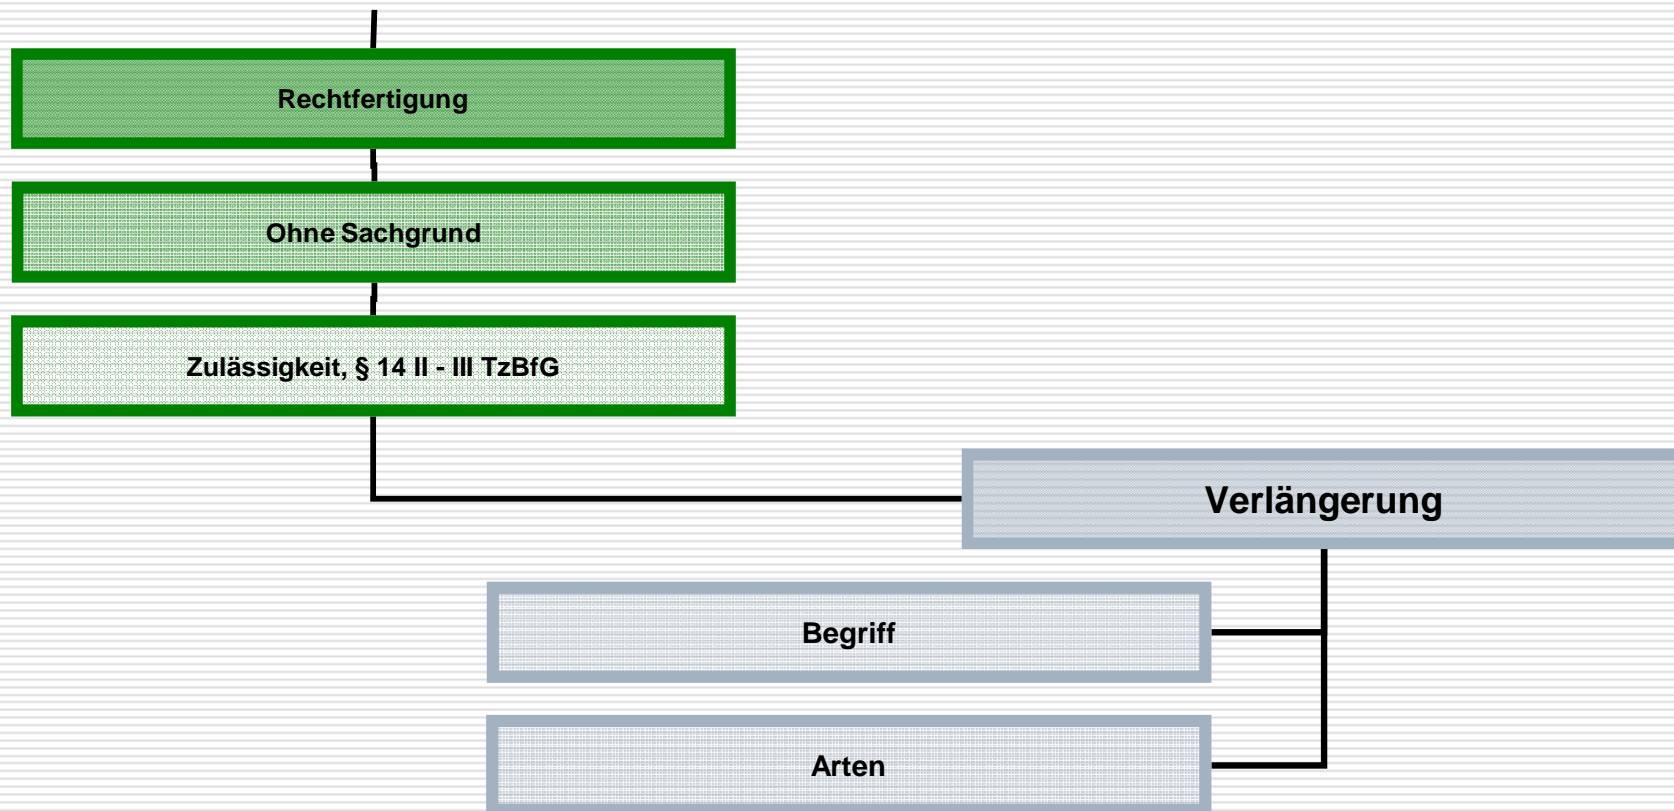 Rechtfertigung
Ohne Sachgrund
Zulässigkeit, § 14 II - III TzBfG
Verlängerung
Begriff
Arten